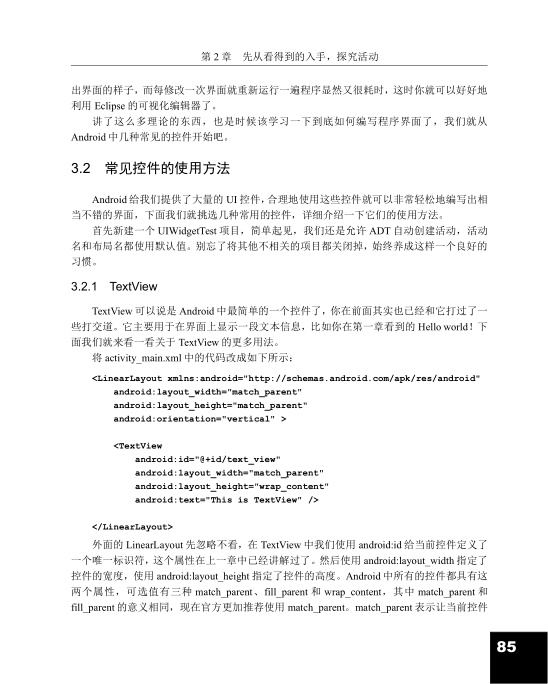 第 2 章 先从看得到的入手，探究活动
出界面的样子，而每修改一次界面就重新运行一遍程序显然又很耗时，这时你就可以好好地
利用 Eclipse 的可视化编辑器了。
讲了这么多理论的东西，也是时候该学习一下到底如何编写程序界面了，我们就从
Android 中几种常见的控件开始吧。
3.2 常见控件的使用方法
Android 给我们提供了大量的 UI 控件，合理地使用这些控件就可以非常轻松地编写出相
当不错的界面，下面我们就挑选几种常用的控件，详细介绍一下它们的使用方法。
首先新建一个 UIWidgetTest 项目，简单起见，我们还是允许 ADT 自动创建活动，活动
名和布局名都使用默认值。别忘了将其他不相关的项目都关闭掉，始终养成这样一个良好的
习惯。
3.2.1 TextView
TextView 可以说是 Android 中最简单的一个控件了，你在前面其实也已经和它打过了一
些打交道。它主要用于在界面上显示一段文本信息，比如你在第一章看到的 Hello world！下
面我们就来看一看关于 TextView 的更多用法。
将 activity_main.xml 中的代码改成如下所示：
<LinearLayout xmlns:android="http://schemas.android.com/apk/res/android"
android:layout_width="match_parent"
android:layout_height="match_parent"
android:orientation="vertical" >
<TextView
android:id="@+id/text_view"
android:layout_width="match_parent"
android:layout_height="wrap_content"
android:text="This is TextView" />
</LinearLayout>
外面的 LinearLayout 先忽略不看，在 TextView 中我们使用 android:id 给当前控件定义了
一个唯一标识符，这个属性在上一章中已经讲解过了。然后使用 android:layout_width 指定了
控件的宽度，使用 android:layout_height 指定了控件的高度。Android 中所有的控件都具有这
两个属性，可选值有三种 match_parent、fill_parent 和 wrap_content，其中 match_parent 和
fill_parent 的意义相同，现在官方更加推荐使用 match_parent。match_parent 表示让当前控件
85